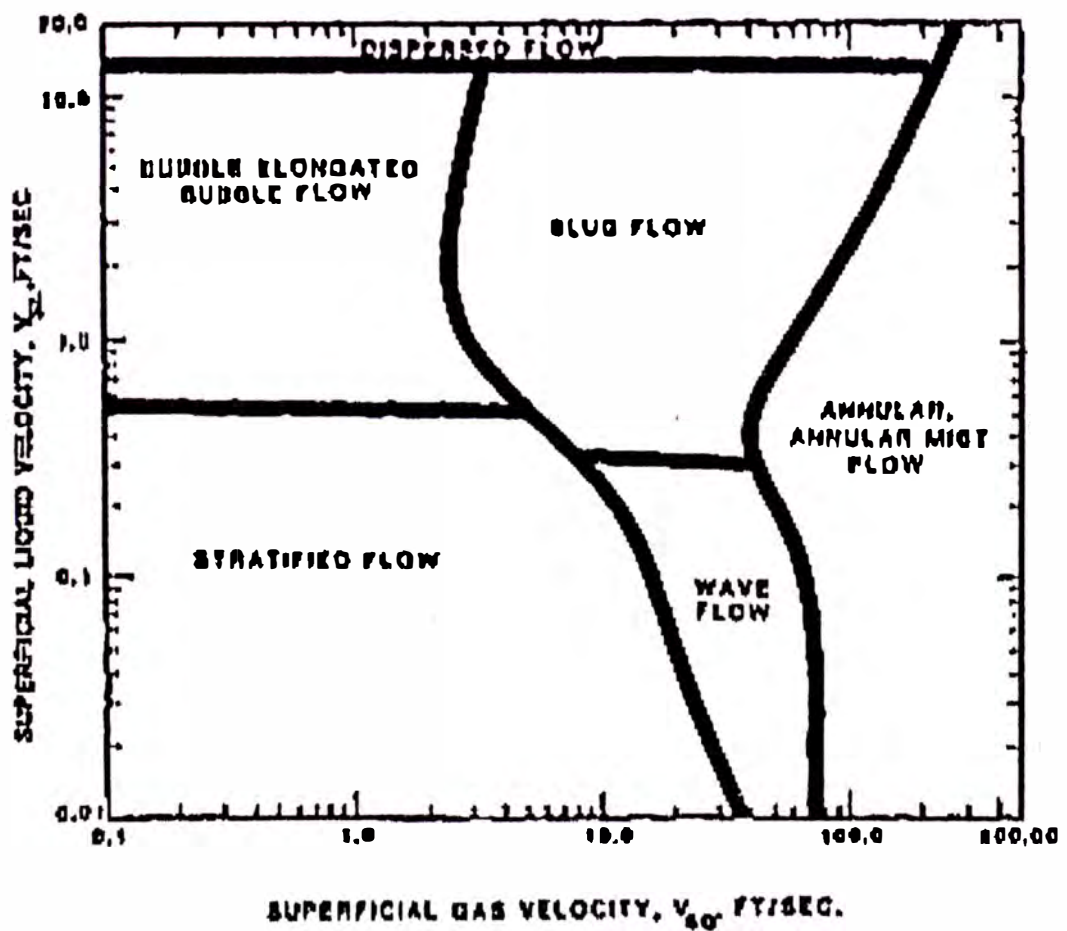 20.0
DISPERSED FLOW
10.0
BUBBLE ELONGATED
BUBBLE FLOW
SLUG FLOW
SUPERFICIAL LIQUID VELOCITY, FT/SEC
1.0
ANNULAR,
ANNULAR MIST
FLOW
STRATIFIED FLOW
0.1
WAVE
FLOW
0.01
0.1 1.0 10.0 100.0
SUPERFICIAL GAS VELOCITY, FT/SEC.